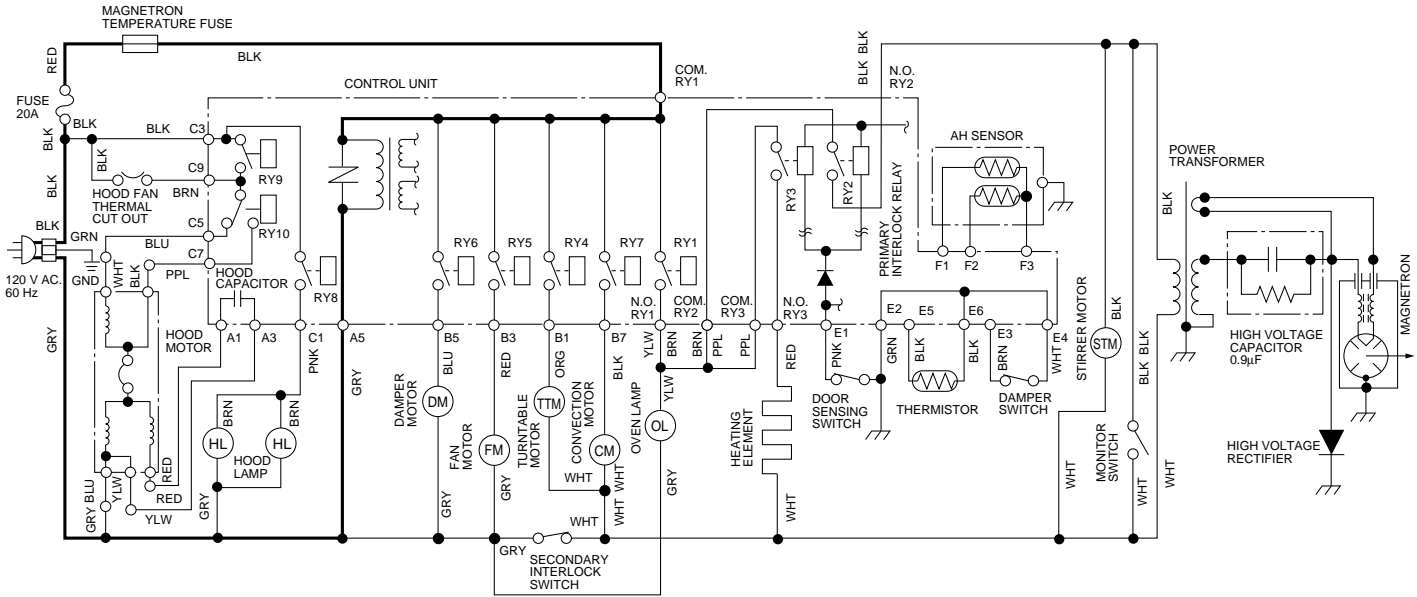 MAGNETRON
TEMPERATURE FUSE
RED
BLK
FUSE
20A
BLK
BLK
BLK
BLK
BLK
CONTROL UNIT
COM.
RY1
BLK BLK
N.O.
RY2
C3
C9
BRN
HOOD FAN
THERMAL
CUT OUT
RY9
C5
BLU
RY10
C7
PPL
BLK
GRN
GND
120 V AC.
60 Hz
WHT
BLK
HOOD
CAPACITOR
RY8
HOOD
MOTOR
A1
A3
C1
A5
PNK
GRY
GRY
BRN
BRN
HL
HL
HOOD
LAMP
RED
RED
GRY
BLU
YLW
YLW
GRY
RY6
RY5
RY4
RY7
RY1
B5
B3
B1
B7
N.O.
RY1
COM.
RY2
COM.
RY3
N.O.
RY3
BLU
RED
ORG
BLK
YLW
BRN
BRN
PPL
PPL
RED
DAMPER
MOTOR
DM
FAN
MOTOR
FM
TURNTABLE
MOTOR
TTM
CONVECTION
MOTOR
CM
OVEN LAMP
YLW
OL
GRY
GRY
WHT
WHT
WHT
GRY
WHT
GRY
SECONDARY
INTERLOCK
SWITCH
HEATING
ELEMENT
WHT
RY3
RY2
PRIMARY
INTERLOCK RELAY
AH SENSOR
F1
F2
F3
E1
E2
E5
E6
E3
E4
PNK
GRN
BLK
BLK
BRN
WHT
DOOR
SENSING
SWITCH
THERMISTOR
DAMPER
SWITCH
STIRRER MOTOR
BLK
STM
WHT
MONITOR
SWITCH
BLK BLK
WHT
WHT
POWER
TRANSFORMER
BLK
HIGH VOLTAGE
CAPACITOR
0.9µF
MAGNETRON
HIGH VOLTAGE
RECTIFIER